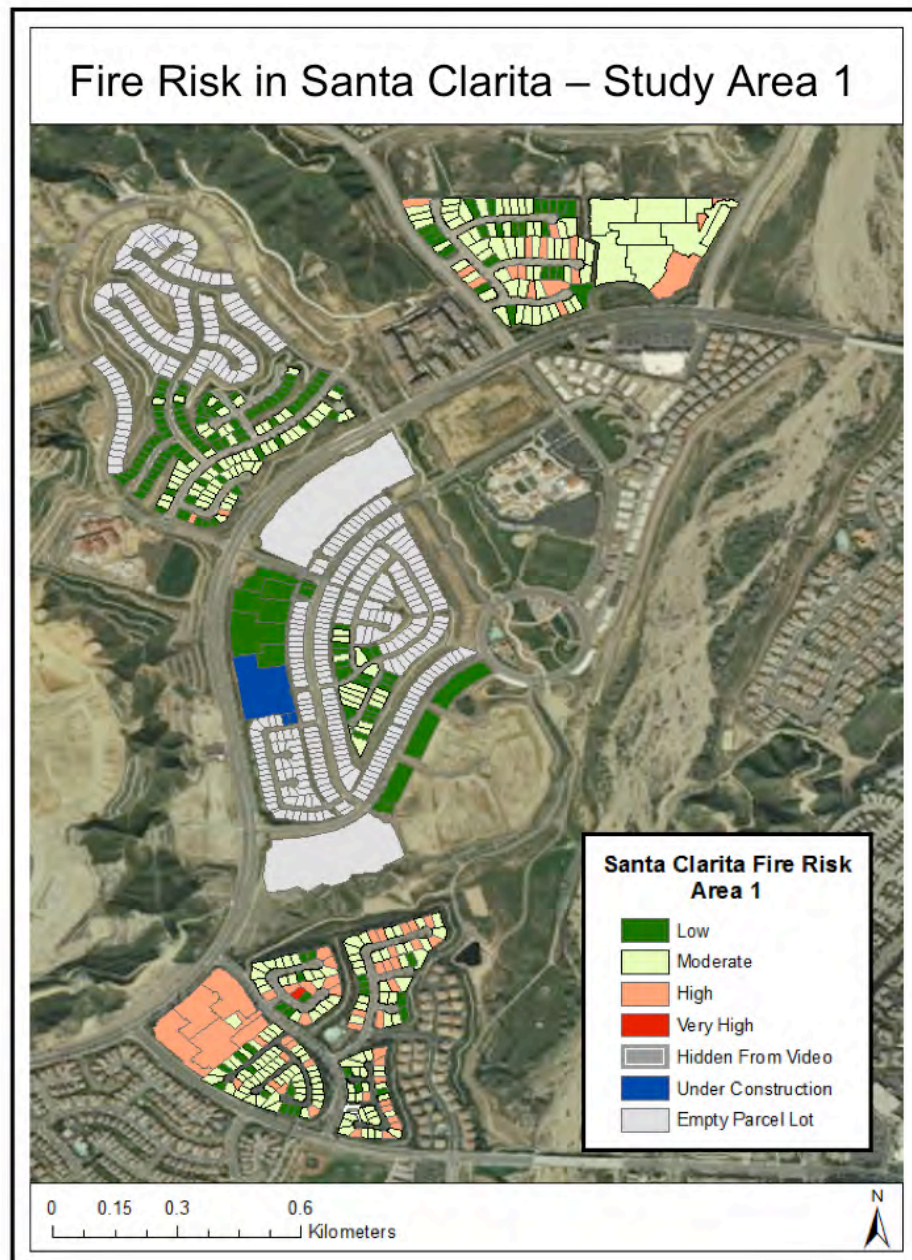 Fire Risk in Santa Clarita – Study Area 1
Santa Clarita Fire Risk
Area 1
Low
Moderate
High
Very High
Hidden From Video
Under Construction
Empty Parcel Lot
0 0.15 0.3 0.6
Kilometers
N